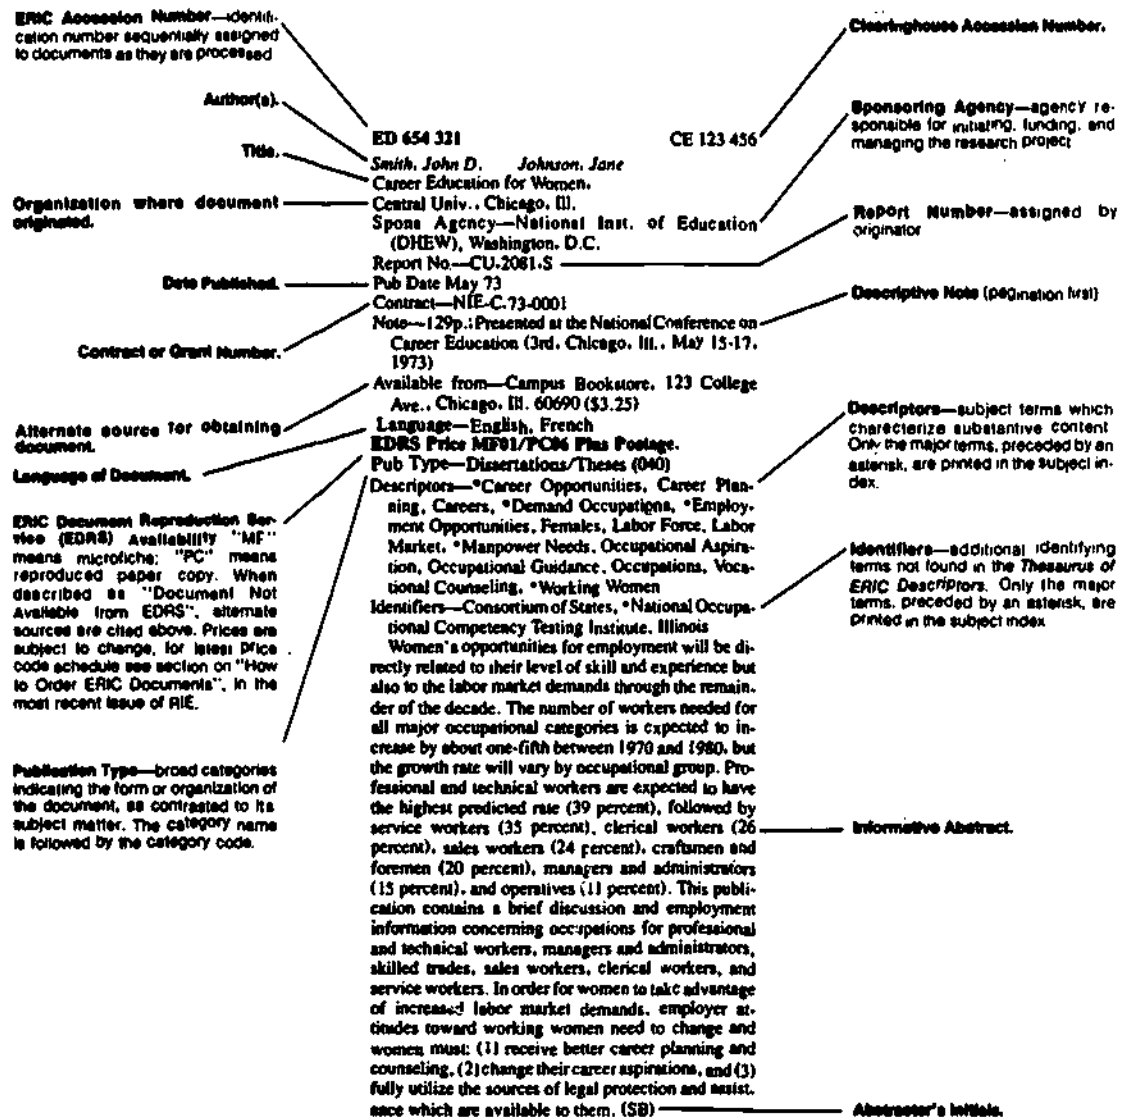 ERIC Accession Number—identifi-
cation number sequentially assigned
to documents as they are processed
Author(s).
Title.
Organization where document
originated.
Date Published.
Contract or Grant Number.
Alternate source for obtaining
document.
Language of Document.
ERIC Document Reproduction Ser-
vice (EDRS) Availability "MF"
means microfiche; "PC" means
reproduced paper copy. When
described as "Document Not
Available from EDRS", alternate
sources are cited above. Prices are
subject to change, for latest price
code schedule see section on "How
to Order ERIC Documents", in the
most recent issue of RIE.
Publication Type—broad categories
indicating the form or organization of
the document, as contrasted to its
subject matter. The category name
is followed by the category code.
ED 654 321 CE 123 456
Smith, John D. Johnson, Jane
Career Education for Women.
Central Univ., Chicago, Ill.
Spons Agency—National Inst. of Education
(DHEW), Washington, D.C.
Report No.—CU-2081-S
Pub Date May 73
Contract—NIE-C-73-0001
Note—129p.; Presented at the National Conference on
Career Education (3rd, Chicago, Ill., May 15-17,
1973)
Available from—Campus Bookstore, 123 College
Ave., Chicago, Ill. 60690 ($3.25)
Language—English, French
EDRS Price MF01/PC06 Plus Postage.
Pub Type—Dissertations/Theses (040)
Descriptors—*Career Opportunities, Career Plan-
ning, Careers, *Demand Occupations, *Employ-
ment Opportunities, Females, Labor Force, Labor
Market, *Manpower Needs, Occupational Aspira-
tion, Occupational Guidance, Occupations, Voca-
tional Counseling, *Working Women
Identifiers—Consortium of States, *National Occupa-
tional Competency Testing Institute, Illinois
Women's opportunities for employment will be di-
rectly related to their level of skill and experience but
also to the labor market demands through the remain-
der of the decade. The number of workers needed for
all major occupational categories is expected to in-
crease by about one-fifth between 1970 and 1980, but
the growth rate will vary by occupational group. Pro-
fessional and technical workers are expected to have
the highest predicted rate (39 percent), followed by
service workers (35 percent), clerical workers (26
percent), sales workers (24 percent), craftsmen and
foremen (20 percent), managers and administrators
(15 percent), and operatives (11 percent). This publi-
cation contains a brief discussion and employment
information concerning occupations for professional
and technical workers, managers and administrators,
skilled trades, sales workers, clerical workers, and
service workers. In order for women to take advantage
of increased labor market demands, employer at-
titudes toward working women need to change and
women must: (1) receive better career planning and
counseling, (2) change their career aspirations, and (3)
fully utilize the sources of legal protection and assist-
ance which are available to them. (SB)
Clearinghouse Accession Number.
Sponsoring Agency—agency re-
sponsible for initiating, funding, and
managing the research project
Report Number—assigned by
originator
Descriptive Note (pagination first)
Descriptors—subject terms which
characterize substantive content
Only the major terms, preceded by an
asterisk, are printed in the subject in-
dex.
Identifiers—additional identifying
terms not found in the Thesaurus of
ERIC Descriptors. Only the major
terms, preceded by an asterisk, are
printed in the subject index
Informative Abstract.
Abstractor's Initials.